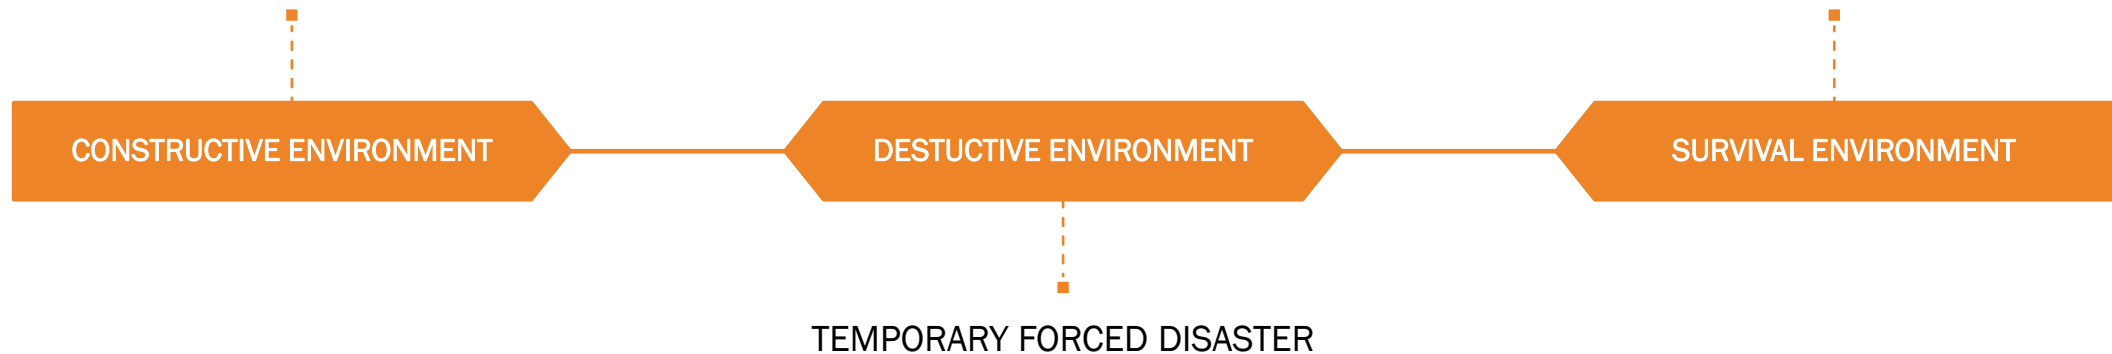 CONSTRUCTIVE ENVIRONMENT
DESTUCTIVE ENVIRONMENT
SURVIVAL ENVIRONMENT
TEMPORARY FORCED DISASTER